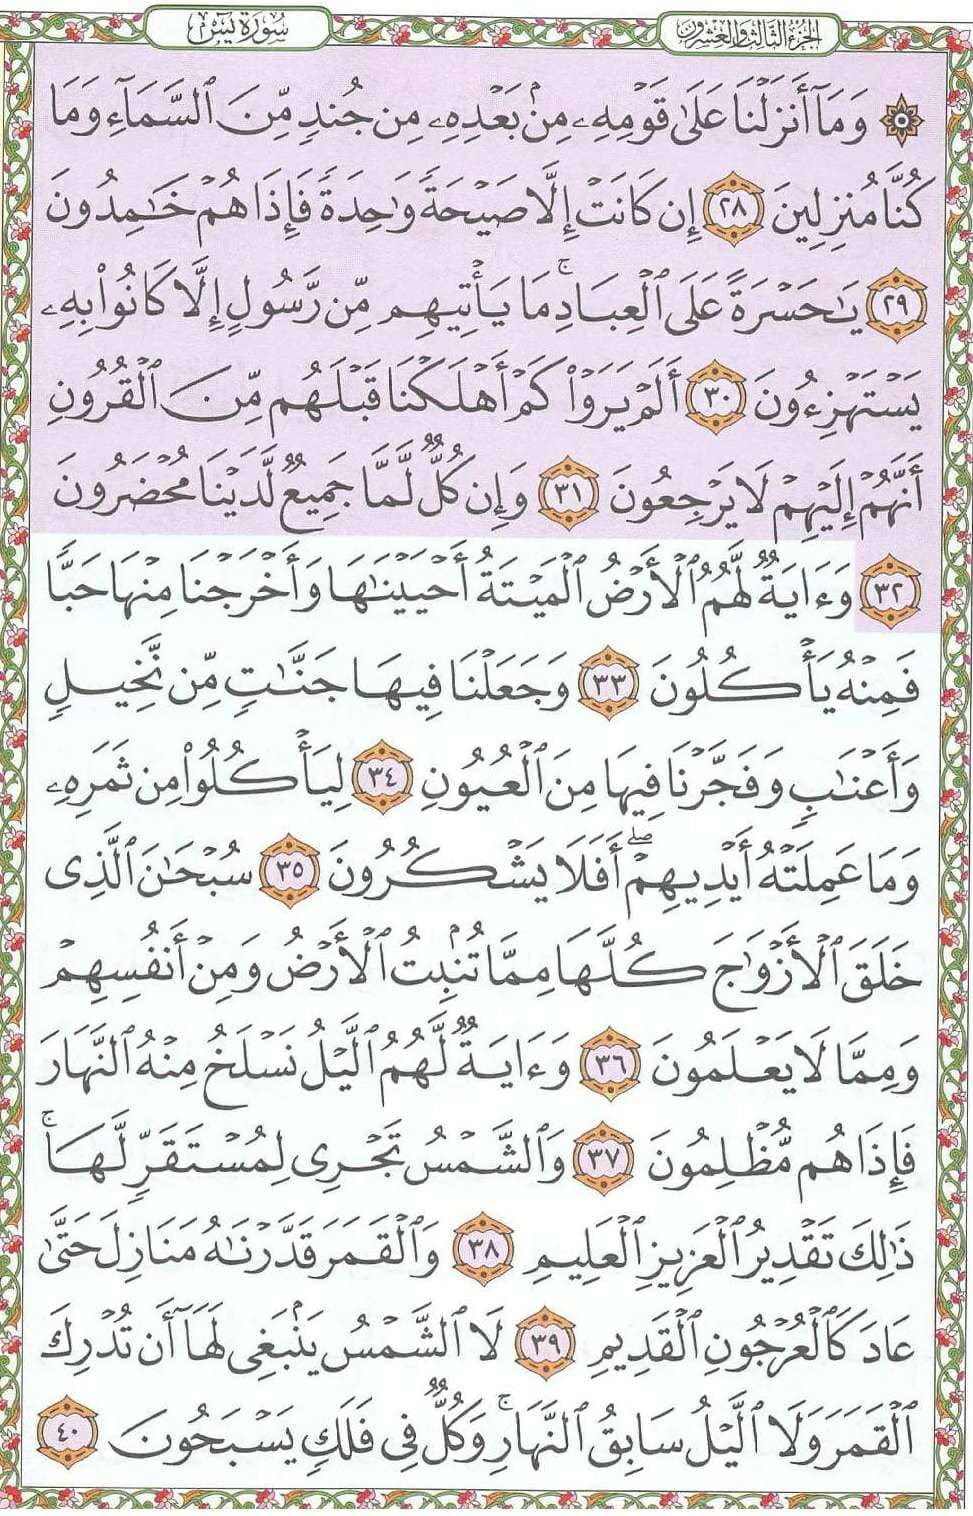 الجزء الثالث والعشرون
سورة يس
۞ وَمَآ أَنزَلْنَا عَلَىٰ قَوْمِهِۦ مِنۢ بَعْدِهِۦ مِن جُندٍ مِّنَ ٱلسَّمَآءِ وَمَا
كُنَّا مُنزِلِينَ ٢٨ إِن كَانَتْ إِلَّا صَيْحَةً وَٰحِدَةً فَإِذَا هُمْ خَـٰمِدُونَ
٢٩ يَـٰحَسْرَةً عَلَى ٱلْعِبَادِ ۚ مَا يَأْتِيهِم مِّن رَّسُولٍ إِلَّا كَانُوا۟ بِهِۦ
يَسْتَهْزِءُونَ ٣٠ أَلَمْ يَرَوْا۟ كَمْ أَهْلَكْنَا قَبْلَهُم مِّنَ ٱلْقُرُونِ
أَنَّهُمْ إِلَيْهِمْ لَا يَرْجِعُونَ ٣١ وَإِن كُلٌّ لَّمَّا جَمِيعٌ لَّدَيْنَا مُحْضَرُونَ
٣٢ وَءَايَةٌ لَّهُمُ ٱلْأَرْضُ ٱلْمَيْتَةُ أَحْيَيْنَـٰهَا وَأَخْرَجْنَا مِنْهَا حَبًّا
فَمِنْهُ يَأْكُلُونَ ٣٣ وَجَعَلْنَا فِيهَا جَنَّـٰتٍ مِّن نَّخِيلٍ
وَأَعْنَـٰبٍ وَفَجَّرْنَا فِيهَا مِنَ ٱلْعُيُونِ ٣٤ لِيَأْكُلُوا۟ مِن ثَمَرِهِۦ
وَمَا عَمِلَتْهُ أَيْدِيهِمْ ۖ أَفَلَا يَشْكُرُونَ ٣٥ سُبْحَـٰنَ ٱلَّذِى
خَلَقَ ٱلْأَزْوَٰجَ كُلَّهَا مِمَّا تُنۢبِتُ ٱلْأَرْضُ وَمِنْ أَنفُسِهِمْ
وَمِمَّا لَا يَعْلَمُونَ ٣٦ وَءَايَةٌ لَّهُمُ ٱلَّيْلُ نَسْلَخُ مِنْهُ ٱلنَّهَارَ
فَإِذَا هُم مُّظْلِمُونَ ٣٧ وَٱلشَّمْسُ تَجْرِى لِمُسْتَقَرٍّ لَّهَا ۚ
ذَٰلِكَ تَقْدِيرُ ٱلْعَزِيزِ ٱلْعَلِيمِ ٣٨ وَٱلْقَمَرَ قَدَّرْنَـٰهُ مَنَازِلَ حَتَّىٰ
عَادَ كَٱلْعُرْجُونِ ٱلْقَدِيمِ ٣٩ لَا ٱلشَّمْسُ يَنۢبَغِى لَهَآ أَن تُدْرِكَ
ٱلْقَمَرَ وَلَا ٱلَّيْلُ سَابِقُ ٱلنَّهَارِ ۚ وَكُلٌّ فِى فَلَكٍ يَسْبَحُونَ ٤٠